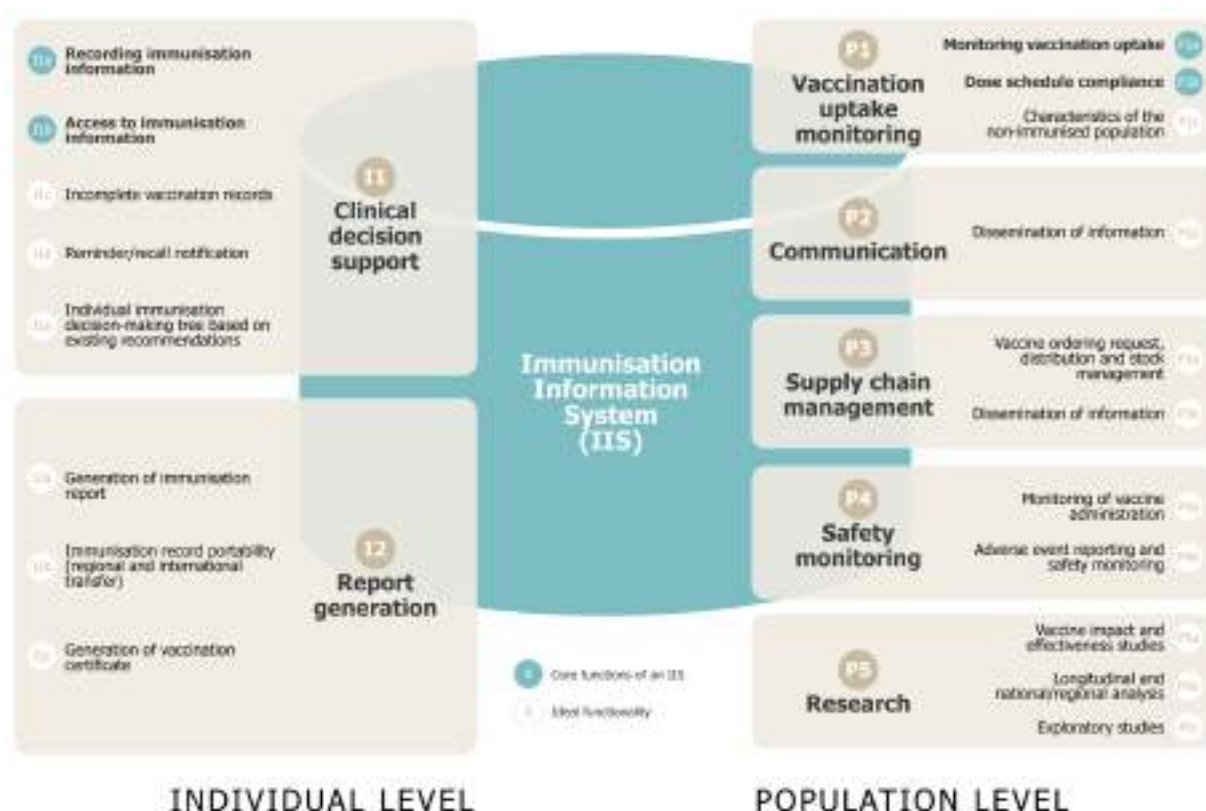 Recording immunisation
information
Access to immunisation
information
Incomplete vaccination records
Reminder/recall notification
Individual immunisation
decision-making tree based on
existing recommendations
I1
Clinical
decision
support
Generation of immunisation
report
Immunisation record portability
(regional and international
transfer)
Generation of vaccination
certificate
I2
Report
generation
Immunisation
Information
System
(IIS)
Core functions of an IIS
Ideal functionality
P1
Vaccination
uptake
monitoring
Monitoring vaccination uptake
Dose schedule compliance
Characteristics of the
non-immunised population
P2
Communication
Dissemination of information
P3
Supply chain
management
Vaccine ordering request,
distribution and stock
management
Dissemination of information
P4
Safety
monitoring
Monitoring of vaccine
administration
Adverse event reporting and
safety monitoring
P5
Research
Vaccine impact and
effectiveness studies
Longitudinal and
national/regional analysis
Exploratory studies
INDIVIDUAL LEVEL
POPULATION LEVEL